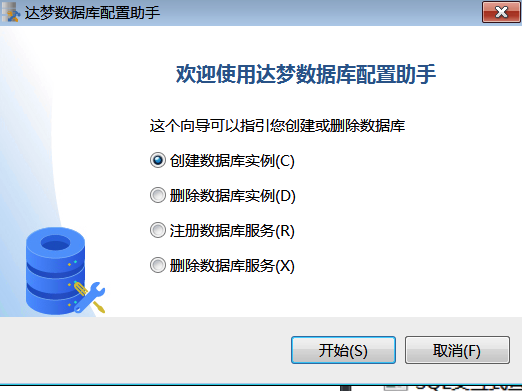 达梦数据库配置助手
欢迎使用达梦数据库配置助手
这个向导可以指引您创建或删除数据库
创建数据库实例(C)
删除数据库实例(D)
注册数据库服务(R)
删除数据库服务(X)
开始(S)
取消(F)